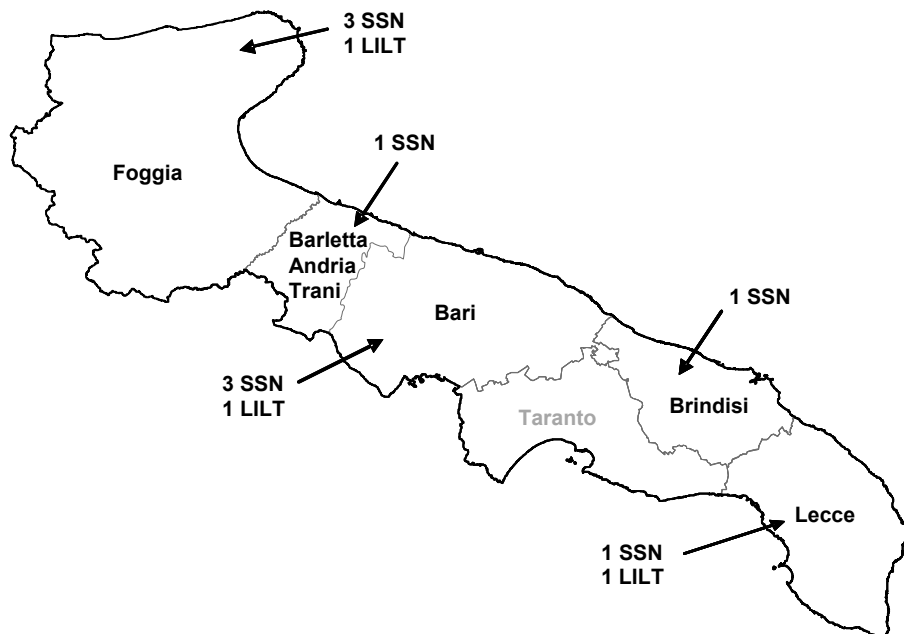 3 SSN
1 LILT
1 SSN
Foggia
Barletta
Andria
Trani
Bari
1 SSN
3 SSN
1 LILT
Taranto
Brindisi
Lecce
1 SSN
1 LILT